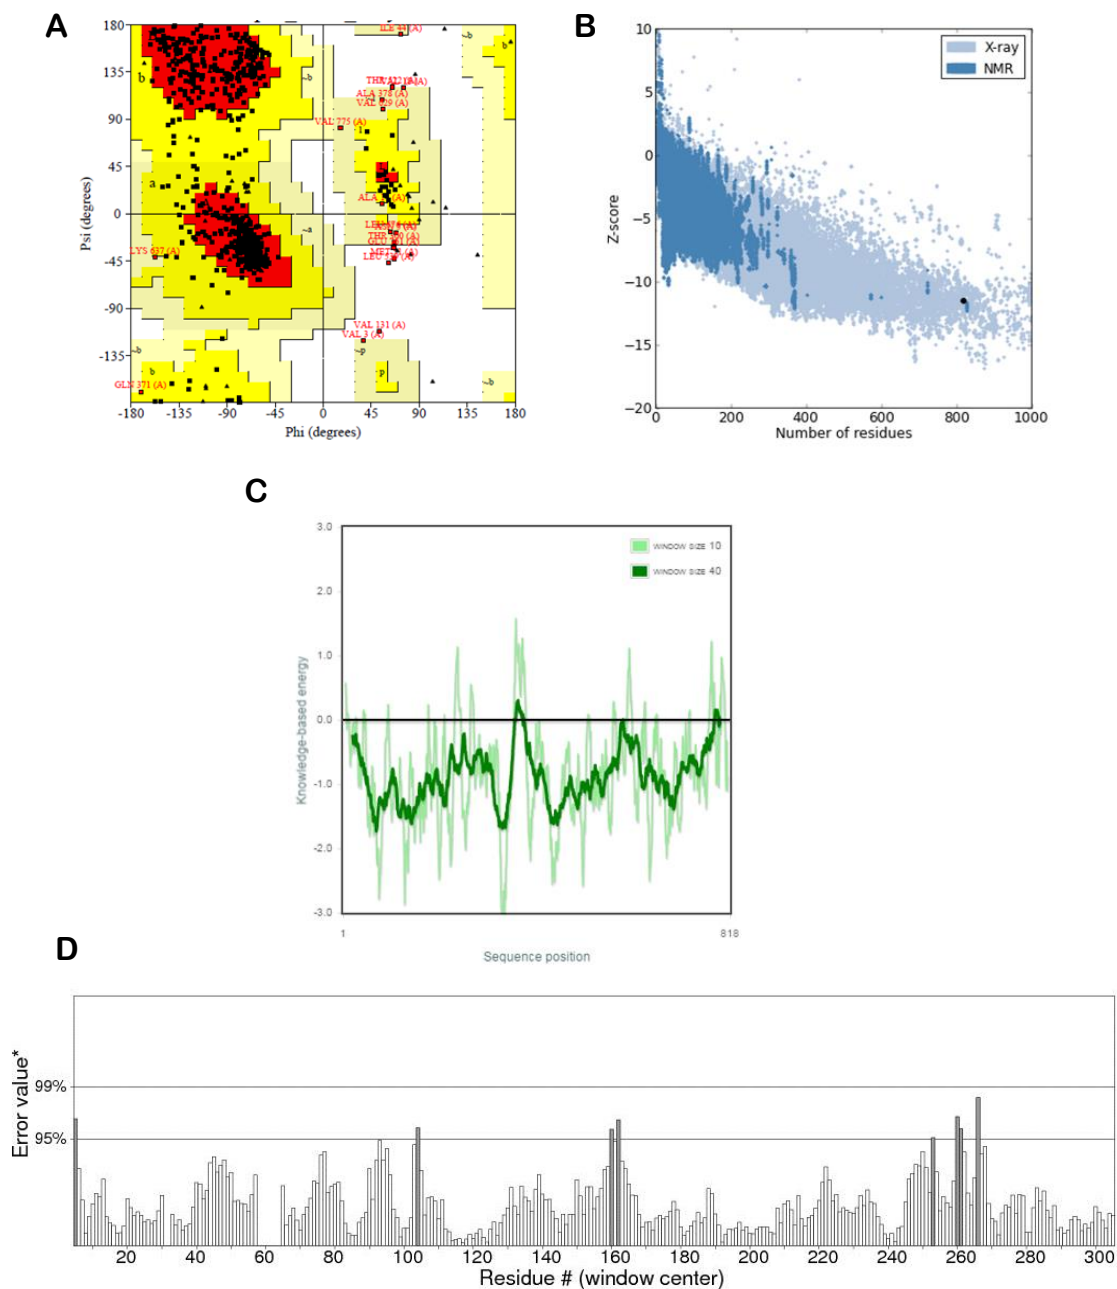 A
180
135
90
45
0
-45
-90
-135
-180
Psi (degrees)
ILE 44 (A)
ALA 378 (A)
VAL 775 (A)
LYS 637 (A)
VAL 131 (A)
VAL 3 (A)
GLN 371 (A)
b
a
l
p
~p
~b
-180 -135 -90 -45 0 45 90 135 180
Phi (degrees)
B
10
5
0
−5
−10
−15
−20
Z-score
X-ray
NMR
0 200 400 600 800 1000
Number of residues
C
3.0
2.0
1.0
0.0
-1.0
-2.0
-3.0
Knowledge-based energy
WINDOW SIZE 10
WINDOW SIZE 40
1 818
Sequence position
D
Error value*
99%
95%
20 40 60 80 100 120 140 160 180 200 220 240 260 280 300
Residue # (window center)